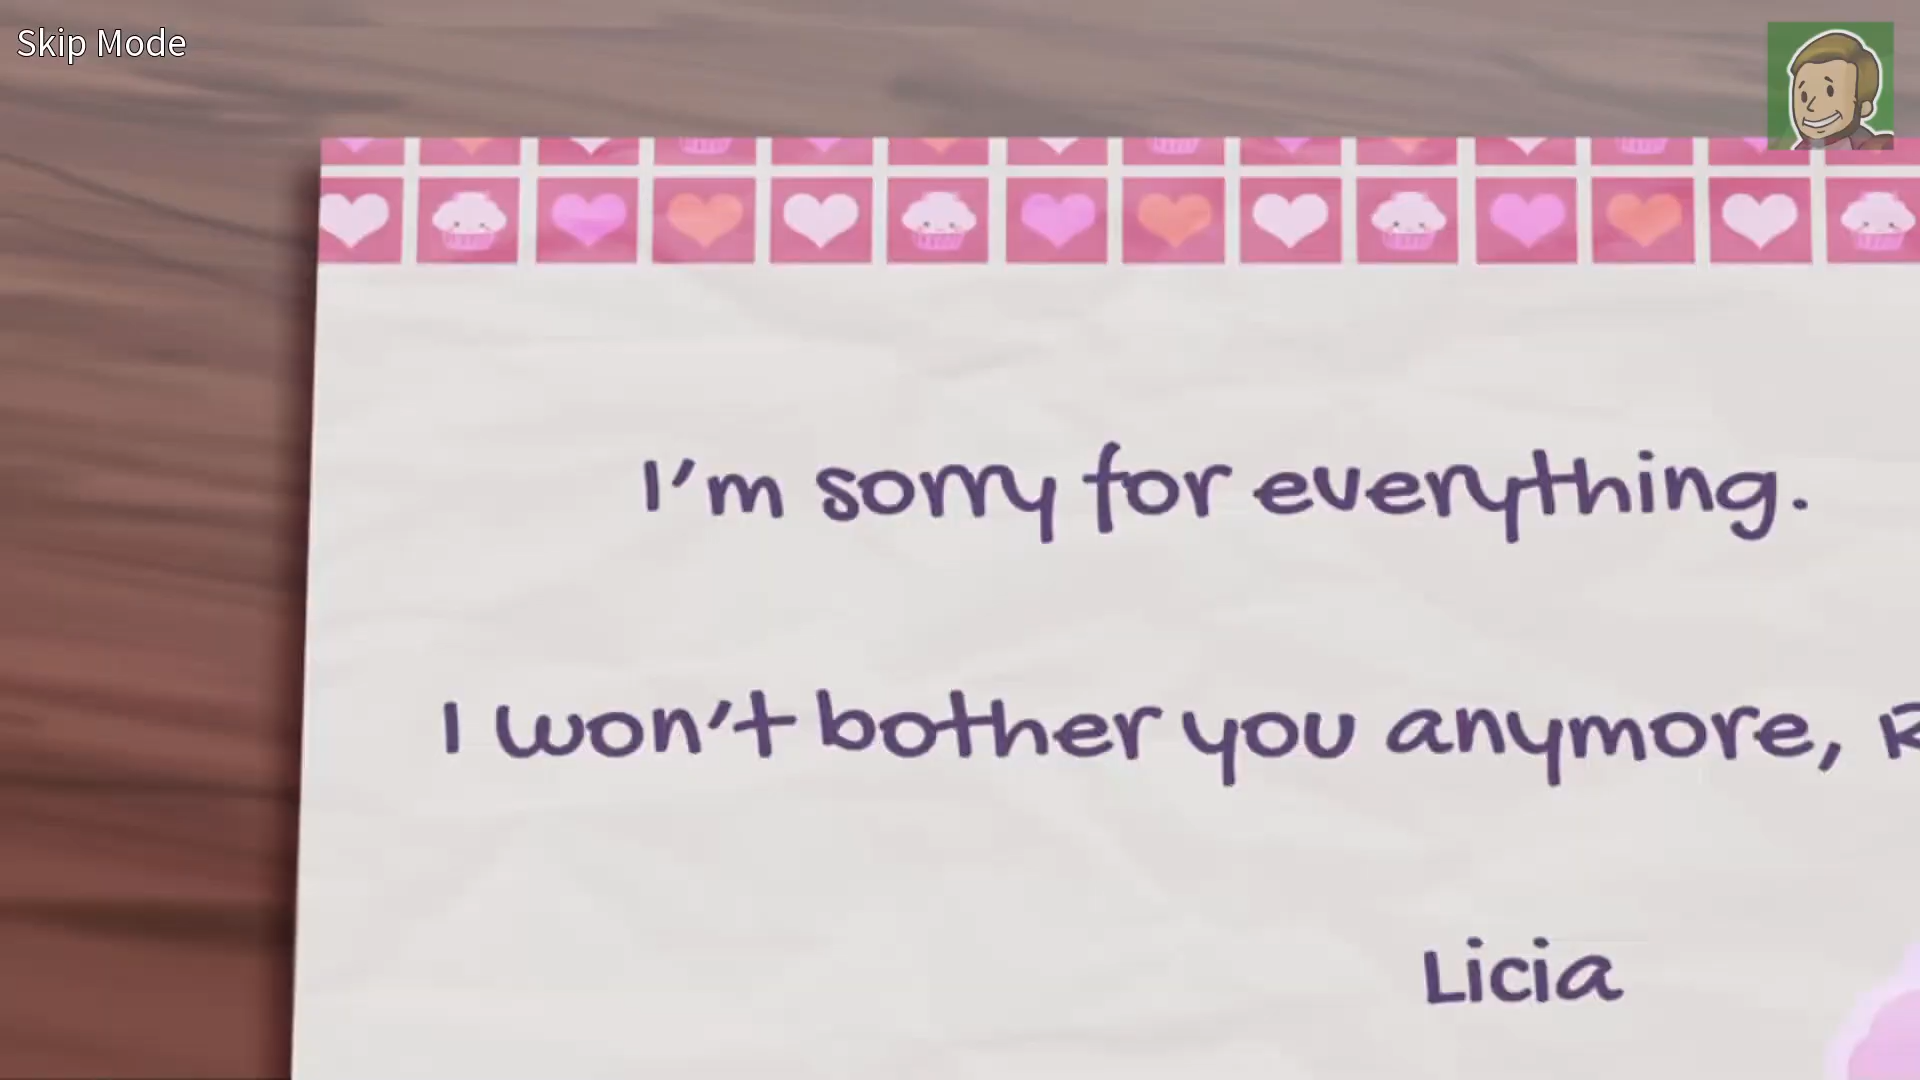 Skip Mode
I'm sorry for everything.
I won't bother you anymore,
Licia